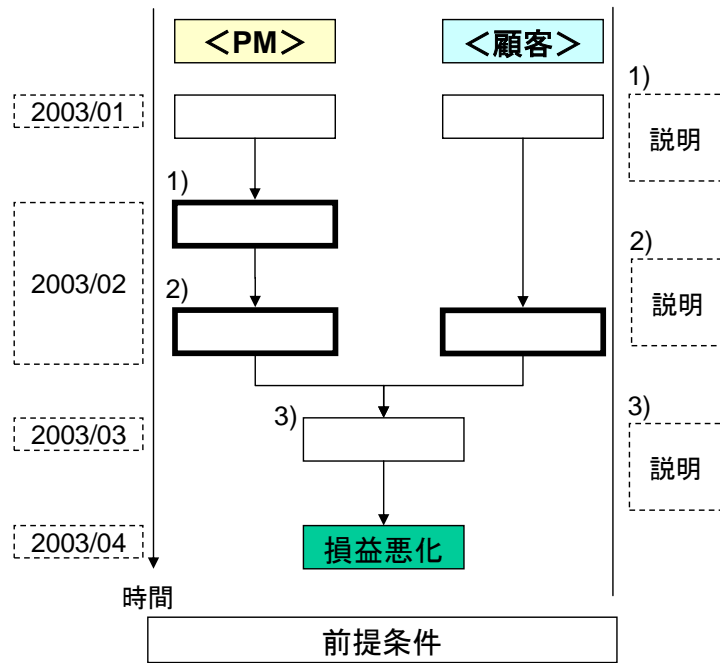 <PM>
<顧客>
2003/01
1)
説明
1)
2003/02
2)
2)
説明
2003/03
3)
3)
説明
2003/04
損益悪化
時間
前提条件